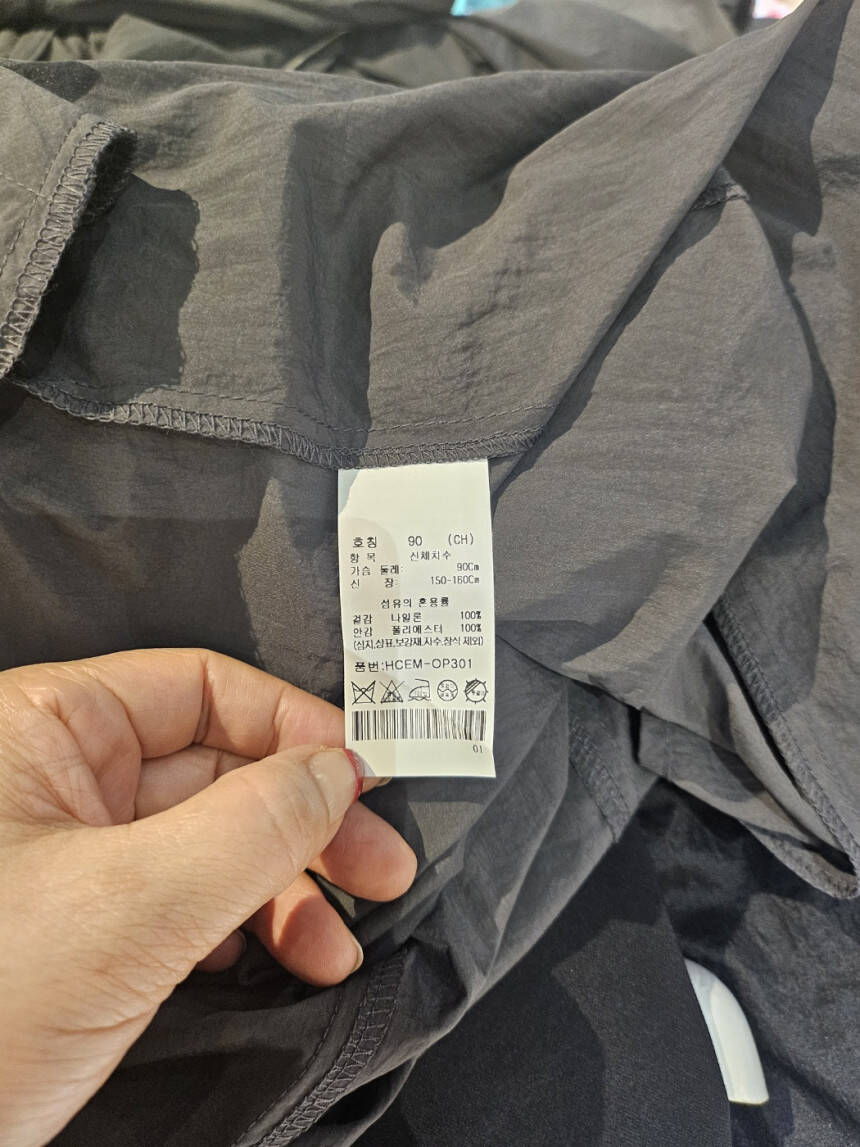 호칭 90 (CH)
항 목 신체치수
가슴 둘레: 90Cm
신 장: 150-160Cm
섬유의 혼용률
겉감 나일론 100%
안감 폴리에스터 100%
(심지,상표,보강재,자수,장식 제외)
품번:HCEM-OP301
01